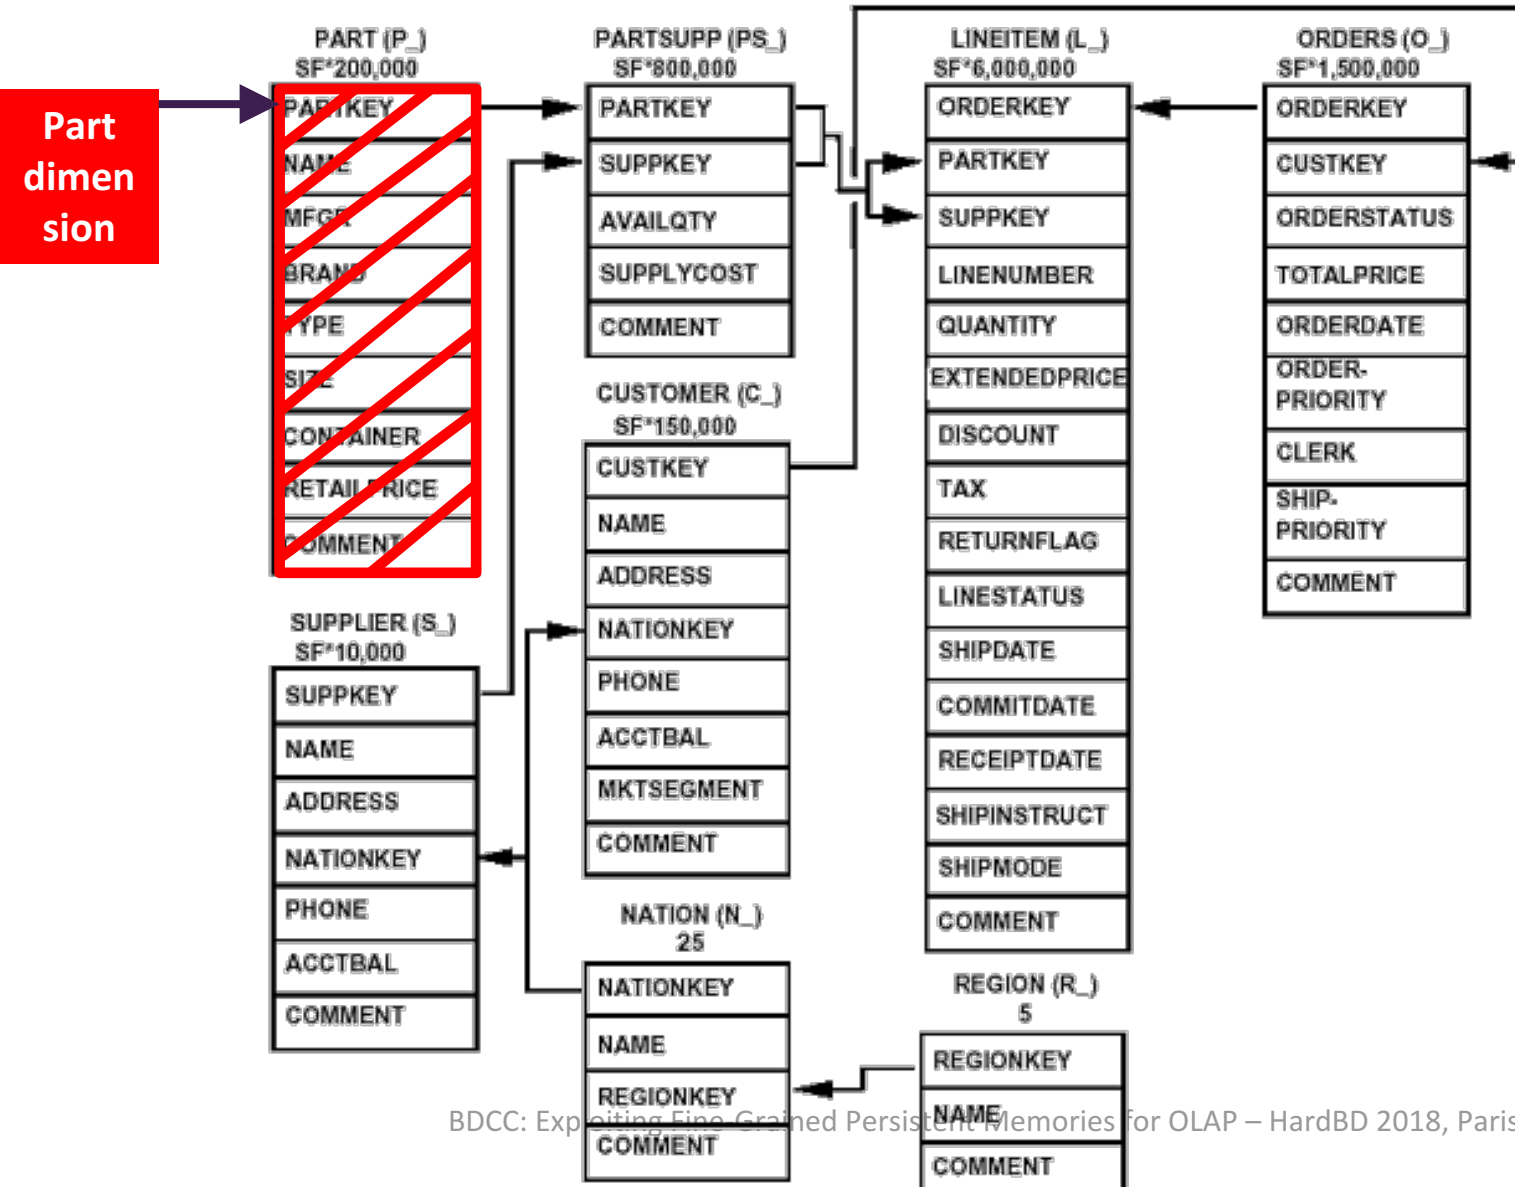 Part
dimen
sion
PART (P_)
SF*200,000
PARTKEY
NAME
MFGR
BRAND
TYPE
SIZE
CONTAINER
RETAILPRICE
COMMENT
SUPPLIER (S_)
SF*10,000
SUPPKEY
NAME
ADDRESS
NATIONKEY
PHONE
ACCTBAL
COMMENT
PARTSUPP (PS_)
SF*800,000
PARTKEY
SUPPKEY
AVAILQTY
SUPPLYCOST
COMMENT
CUSTOMER (C_)
SF*150,000
CUSTKEY
NAME
ADDRESS
NATIONKEY
PHONE
ACCTBAL
MKTSEGMENT
COMMENT
NATION (N_)
25
NATIONKEY
NAME
REGIONKEY
COMMENT
LINEITEM (L_)
SF*6,000,000
ORDERKEY
PARTKEY
SUPPKEY
LINENUMBER
QUANTITY
EXTENDEDPRICE
DISCOUNT
TAX
RETURNFLAG
LINESTATUS
SHIPDATE
COMMITDATE
RECEIPTDATE
SHIPINSTRUCT
SHIPMODE
COMMENT
REGION (R_)
5
REGIONKEY
NAME
COMMENT
ORDERS (O_)
SF*1,500,000
ORDERKEY
CUSTKEY
ORDERSTATUS
TOTALPRICE
ORDERDATE
ORDER-
PRIORITY
CLERK
SHIP-
PRIORITY
COMMENT
BDCC: Exploiting Fine-Grained Persistent Memories for OLAP – HardBD 2018, Paris